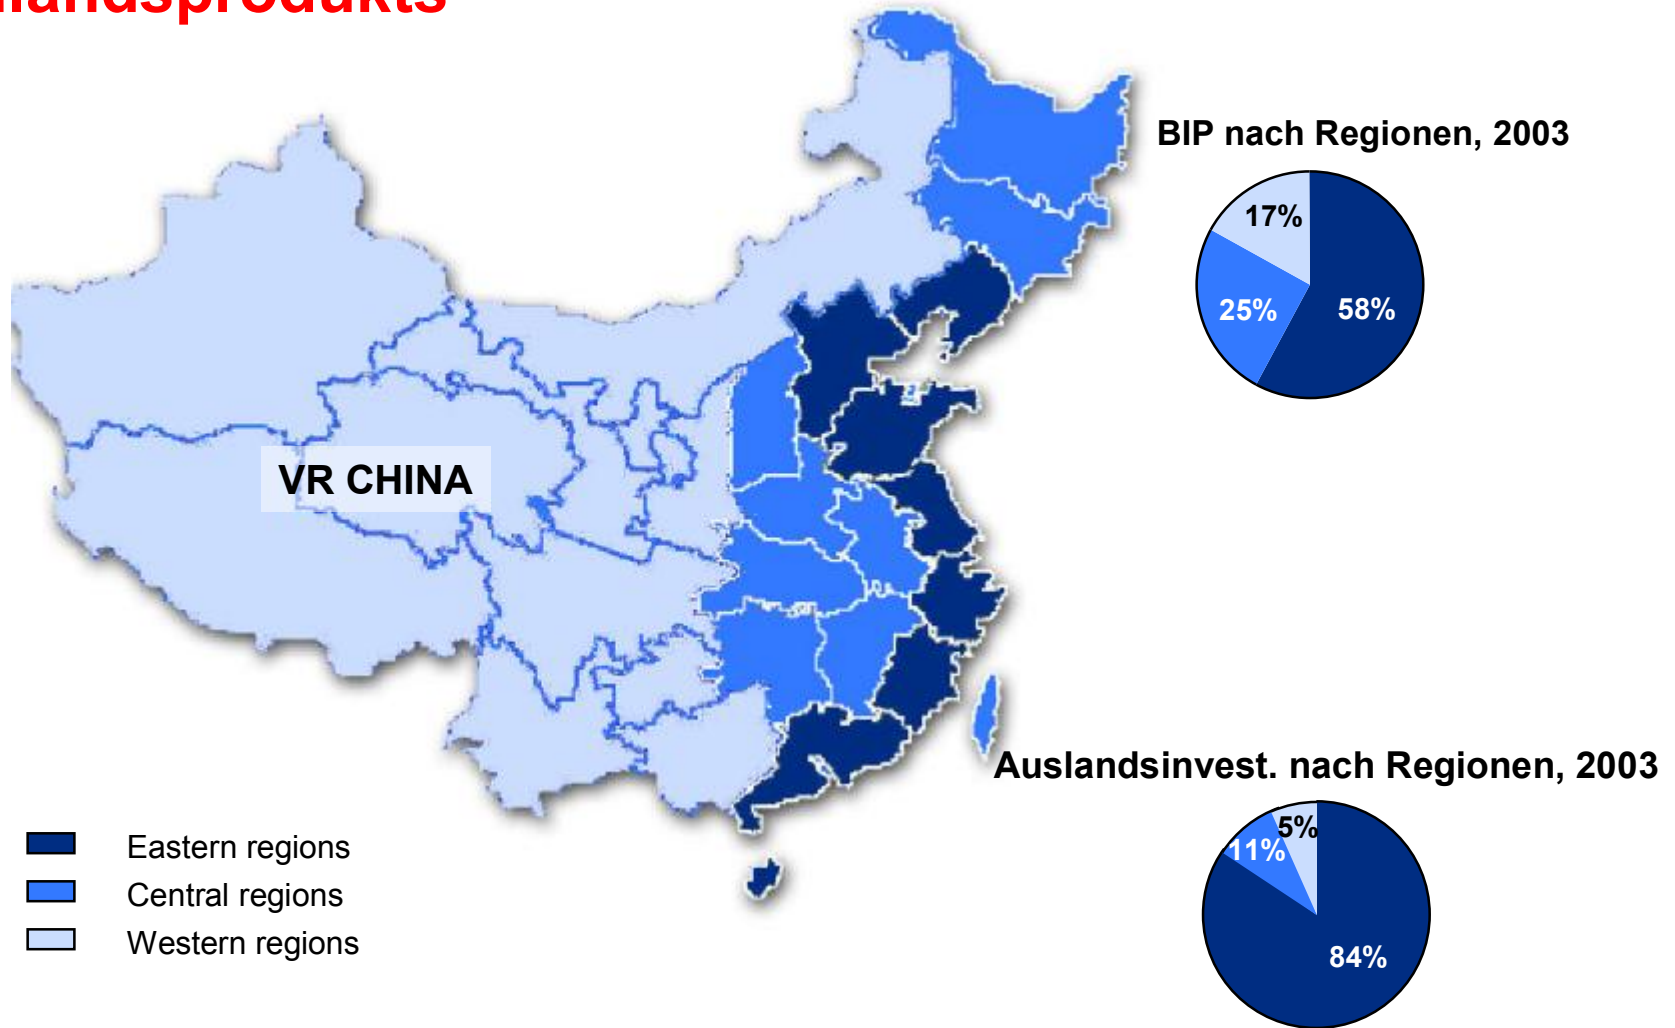 nlandsprodukts
BIP nach Regionen, 2003
17%
25%
58%
VR CHINA
Auslandsinvest. nach Regionen, 2003
5%
11%
84%
Eastern regions
Central regions
Western regions